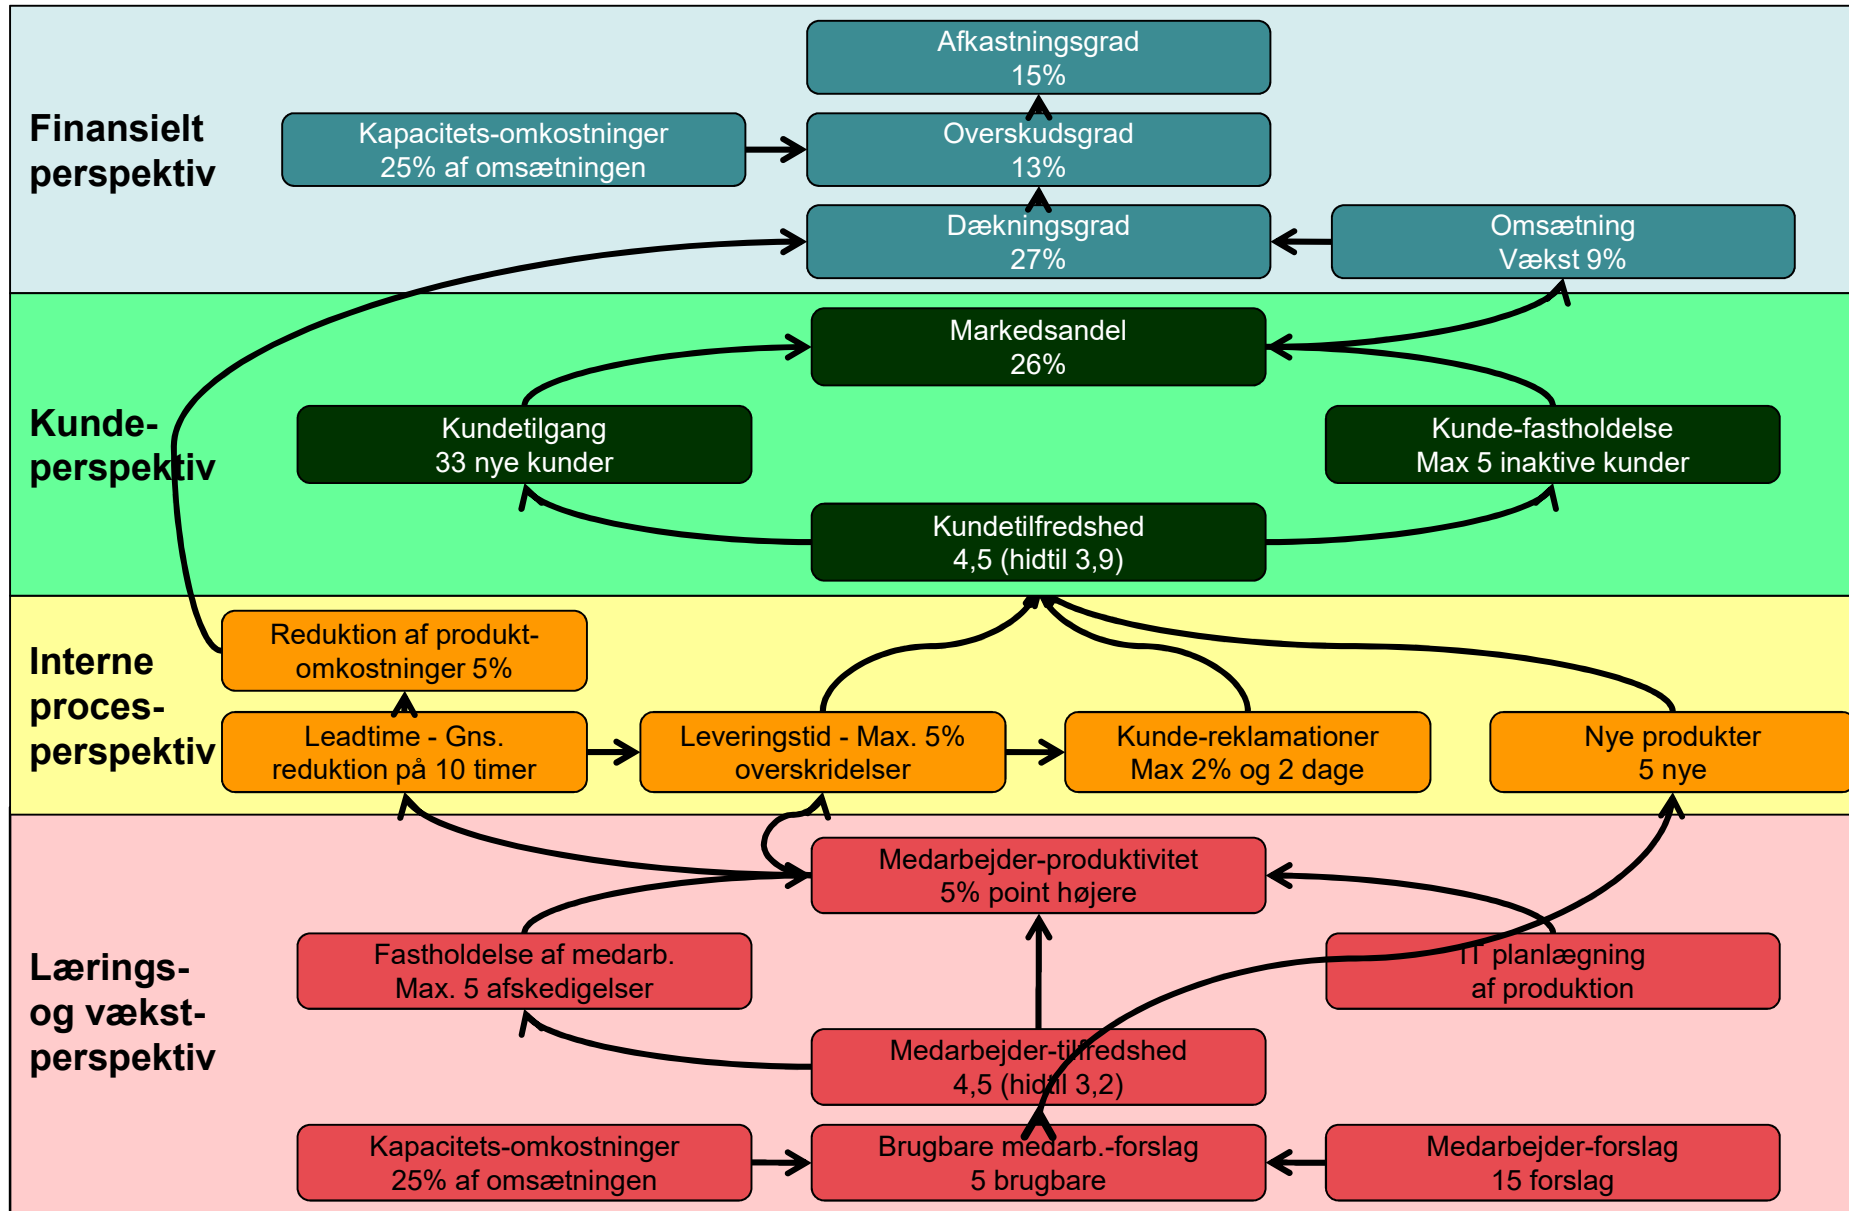 Finansielt
perspektiv
Afkastningsgrad
15%
Kapacitets-omkostninger
25% af omsætningen
Overskudsgrad
13%
Dækningsgrad
27%
Omsætning
Vækst 9%
Kunde-
perspektiv
Markedsandel
26%
Kundetilgang
33 nye kunder
Kunde-fastholdelse
Max 5 inaktive kunder
Kundetilfredshed
4,5 (hidtil 3,9)
Interne
proces-
perspektiv
Reduktion af produkt-
omkostninger 5%
Leadtime - Gns.
reduktion på 10 timer
Leveringstid - Max. 5%
overskridelser
Kunde-reklamationer
Max 2% og 2 dage
Nye produkter
5 nye
Lærings-
og vækst-
perspektiv
Medarbejder-produktivitet
5% point højere
Fastholdelse af medarb.
Max. 5 afskedigelser
IT planlægning
af produktion
Medarbejder-tilfredshed
4,5 (hidtil 3,2)
Kapacitets-omkostninger
25% af omsætningen
Brugbare medarb.-forslag
5 brugbare
Medarbejder-forslag
15 forslag